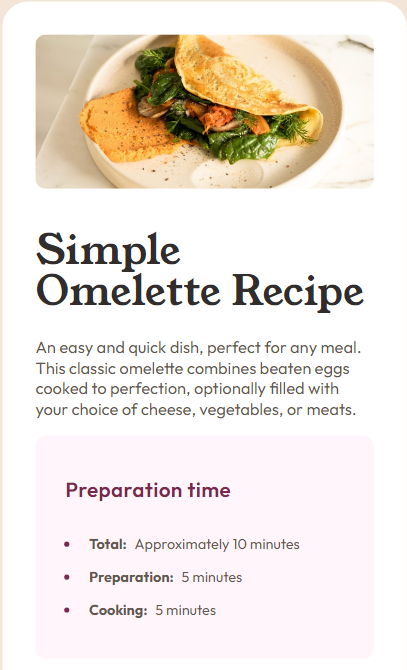 Simple
Omelette Recipe
An easy and quick dish, perfect for any meal.
This classic omelette combines beaten eggs
cooked to perfection, optionally filled with
your choice of cheese, vegetables, or meats.
Preparation time
• Total: Approximately 10 minutes
• Preparation: 5 minutes
• Cooking: 5 minutes